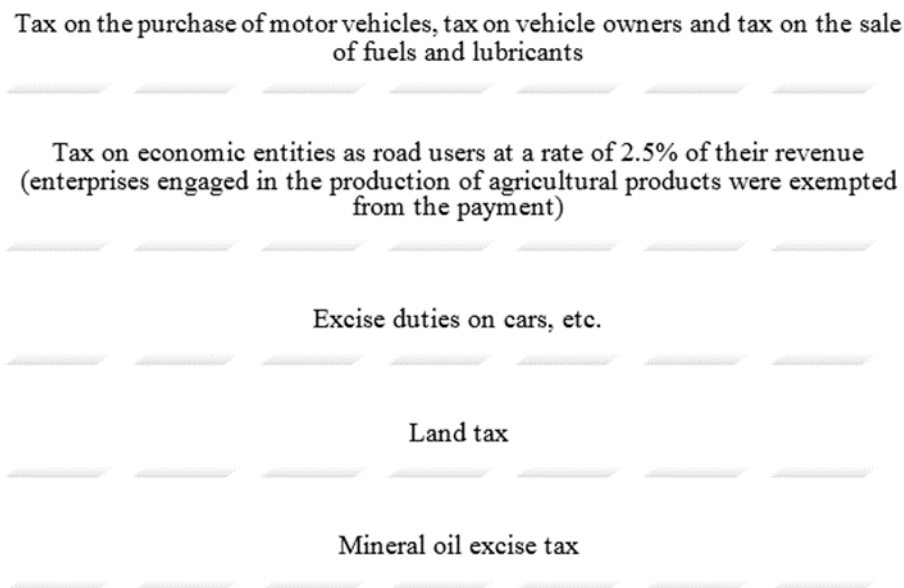 Tax on the purchase of motor vehicles, tax on vehicle owners and tax on the sale
of fuels and lubricants
Tax on economic entities as road users at a rate of 2.5% of their revenue
(enterprises engaged in the production of agricultural products were exempted
from the payment)
Excise duties on cars, etc.
Land tax
Mineral oil excise tax